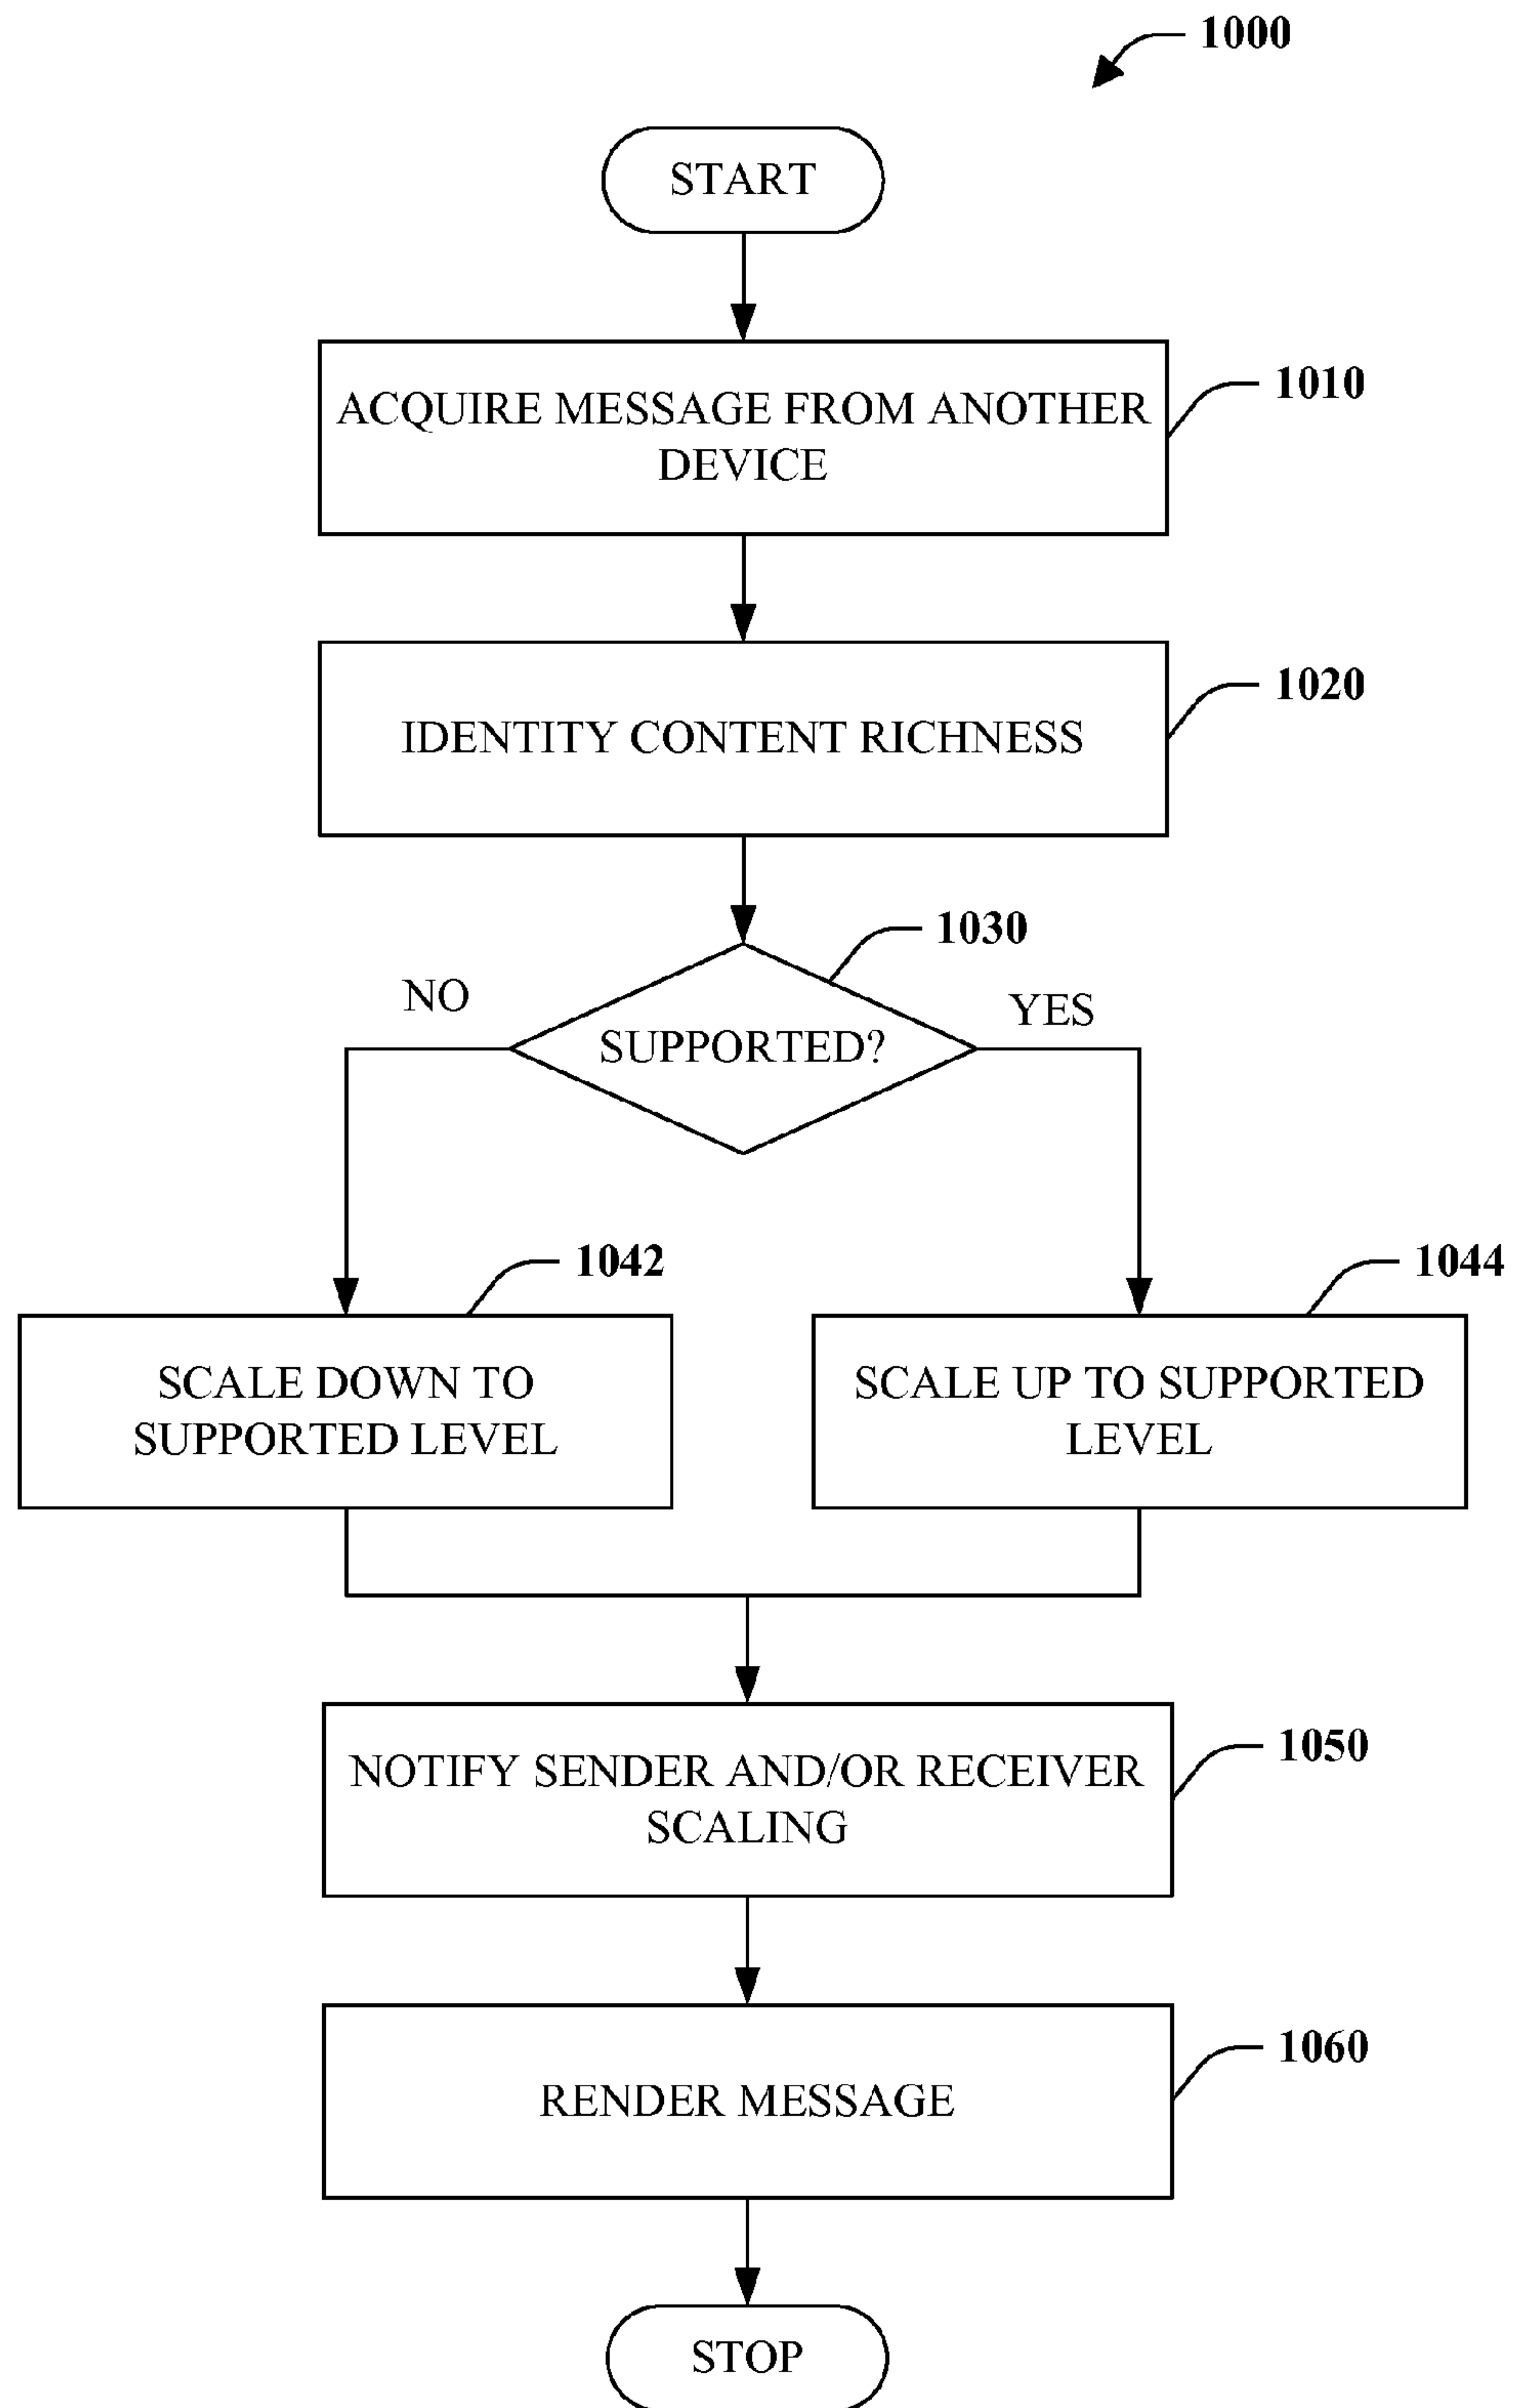 1000
START
ACQUIRE MESSAGE FROM ANOTHER
DEVICE
1010
IDENTITY CONTENT RICHNESS
1020
1030
NO
YES
SUPPORTED?
1042
1044
SCALE DOWN TO
SUPPORTED LEVEL
SCALE UP TO SUPPORTED
LEVEL
NOTIFY SENDER AND/OR RECEIVER
SCALING
1050
RENDER MESSAGE
1060
STOP